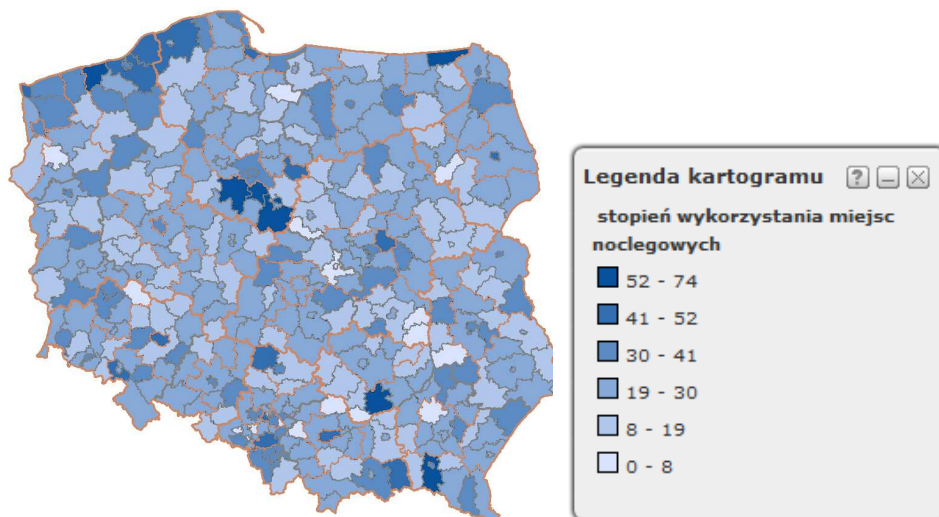 Legenda kartogramu ?
stopień wykorzystania miejsc
noclegowych
52 - 74
41 - 52
30 - 41
19 - 30
8 - 19
0 - 8